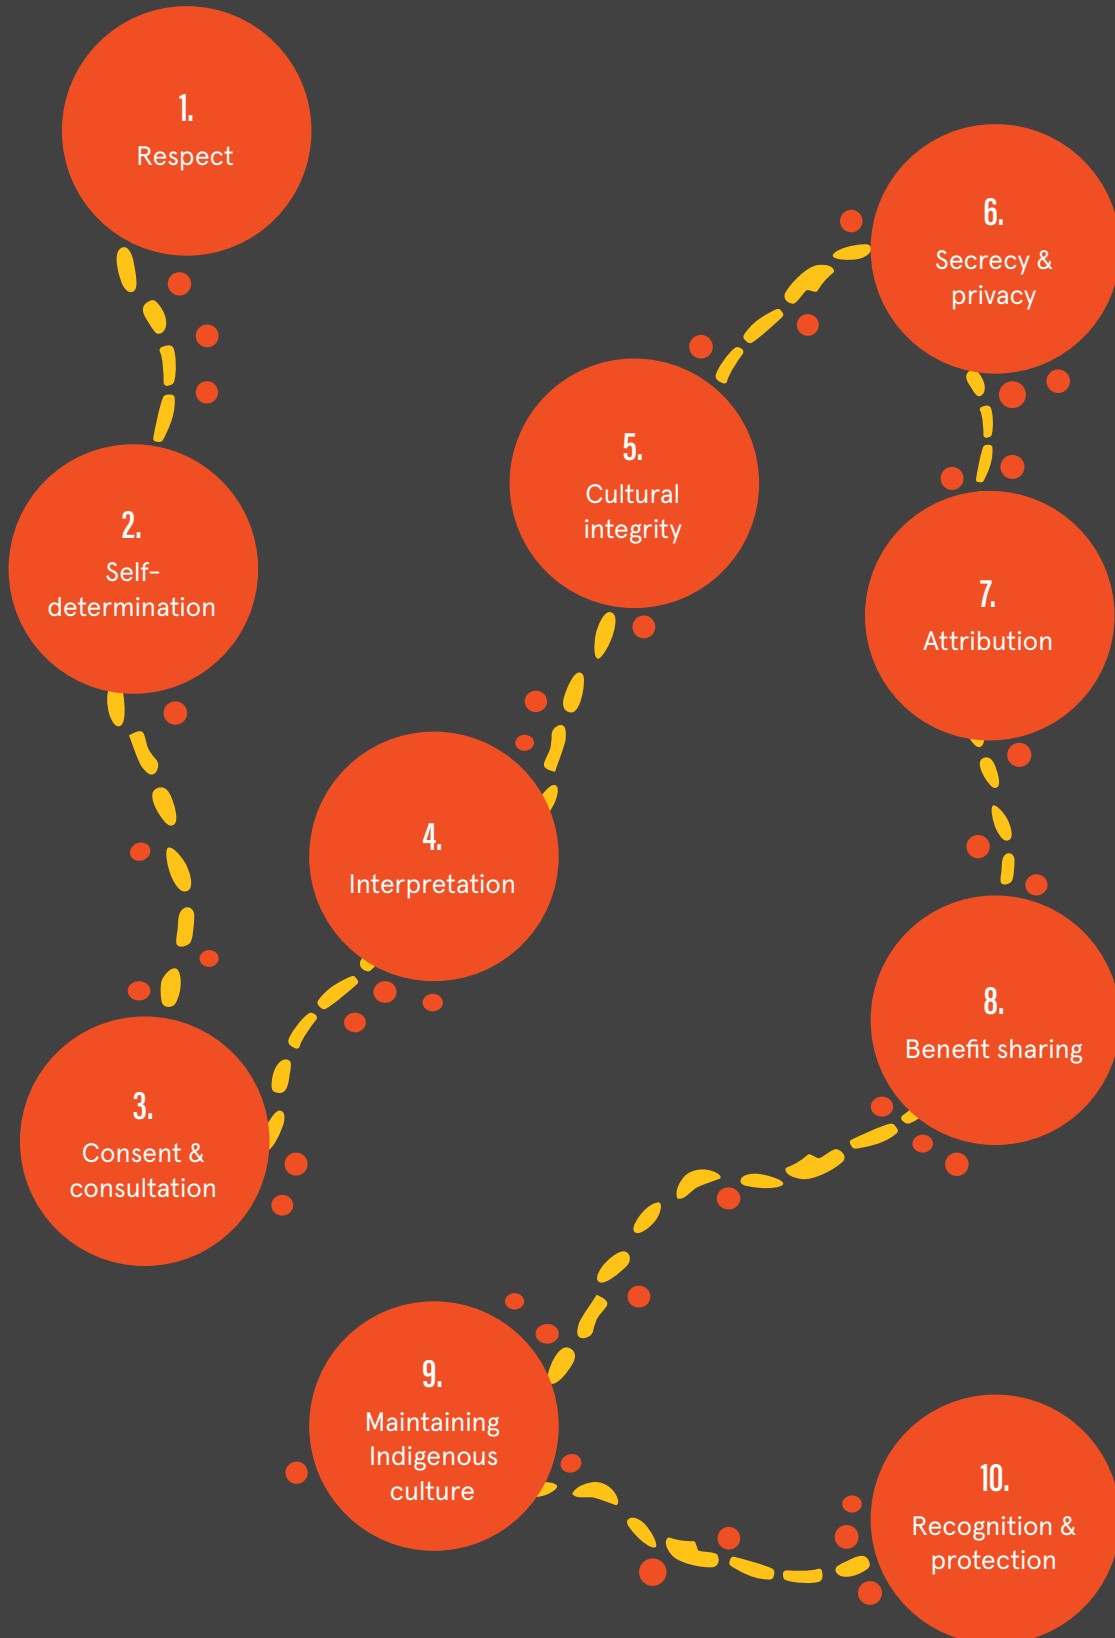 1.
Respect
2.
Self-
determination
3.
Consent &
consultation
4.
Interpretation
5.
Cultural
integrity
6.
Secrecy &
privacy
7.
Attribution
8.
Benefit sharing
9.
Maintaining
Indigenous
culture
10.
Recognition &
protection